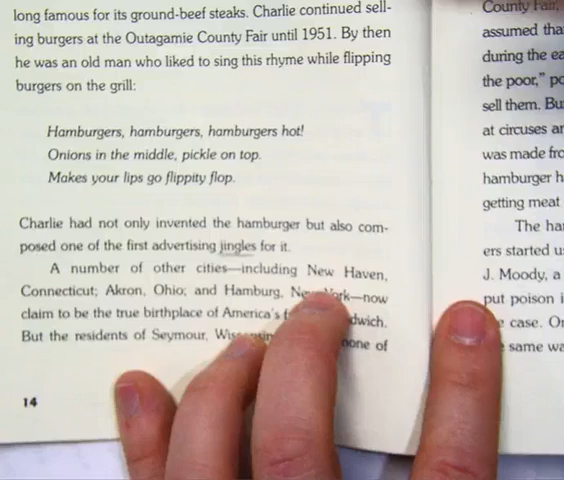 long famous for its ground-beef steaks. Charlie continued sell-
ing burgers at the Outagamie County Fair until 1951. By then
he was an old man who liked to sing this rhyme while flipping
burgers on the grill:
Hamburgers, hamburgers, hamburgers hot!
Onions in the middle, pickle on top.
Makes your lips go flippity flop.
Charlie had not only invented the hamburger but also com-
posed one of the first advertising jingles for it.
A number of other cities—including New Haven,
Connecticut; Akron, Ohio; and Hamburg, New York—now
claim to be the true birthplace of America's
But the residents of Seymour, none of
14
County Fair,
assumed tha
during the ea
the poor," po
sell them. Bu
at circuses an
was made fro
hamburger h
getting meat
The ha
ers started u
J. Moody, a
put poison i
case. Or
same wa